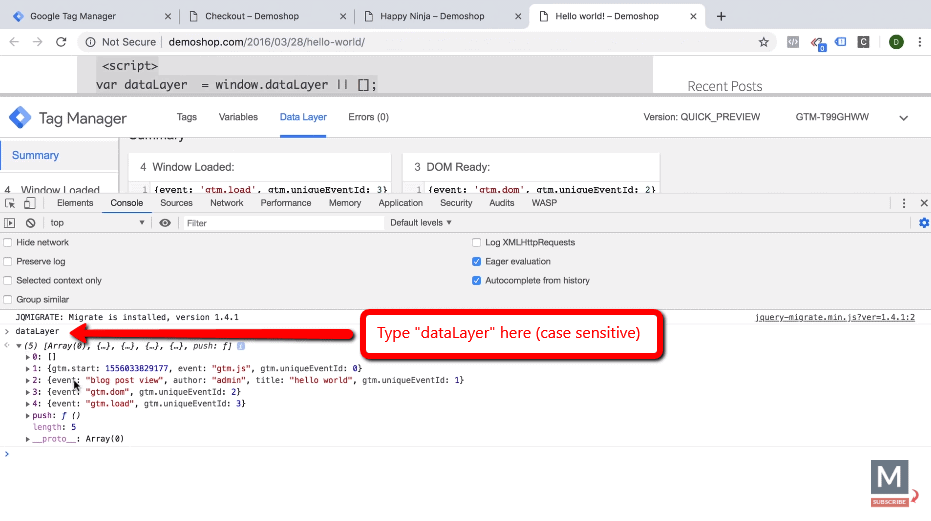 Google Tag Manager
Checkout – Demoshop
Happy Ninja – Demoshop
Hello world! – Demoshop
Not Secure | demoshop.com/2016/03/28/hello-world/
0
C
D
<script>
var dataLayer  = window.dataLayer || [];
Recent Posts
Tag Manager
Tags
Variables
Data Layer
Errors (0)
Version: QUICK_PREVIEW
GTM-T99GHWW
Summary
Summary
4 Window Loaded
4 Window Loaded:
1 {event: 'gtm.load', gtm.uniqueEventId: 3}
3 DOM Ready:
1 {event: 'gtm.dom', gtm.uniqueEventId: 2}
Elements
Console
Sources
Network
Performance
Memory
Application
Security
Audits
WASP
top
Filter
Default levels
Hide network
Log XMLHttpRequests
Preserve log
Eager evaluation
Selected context only
Autocomplete from history
Group similar
JQMIGRATE: Migrate is installed, version 1.4.1
jquery-migrate.min.js?ver=1.4.1:2
dataLayer
Type "dataLayer" here (case sensitive)
(5) [Array(0), {…}, {…}, {…}, {…}, push: ƒ]
0: []
1: {gtm.start: 1556033829177, event: "gtm.js", gtm.uniqueEventId: 0}
2: {event: "blog post view", author: "admin", title: "hello world", gtm.uniqueEventId: 1}
3: {event: "gtm.dom", gtm.uniqueEventId: 2}
4: {event: "gtm.load", gtm.uniqueEventId: 3}
push: ƒ ()
length: 5
__proto__: Array(0)
M
SUBSCRIBE